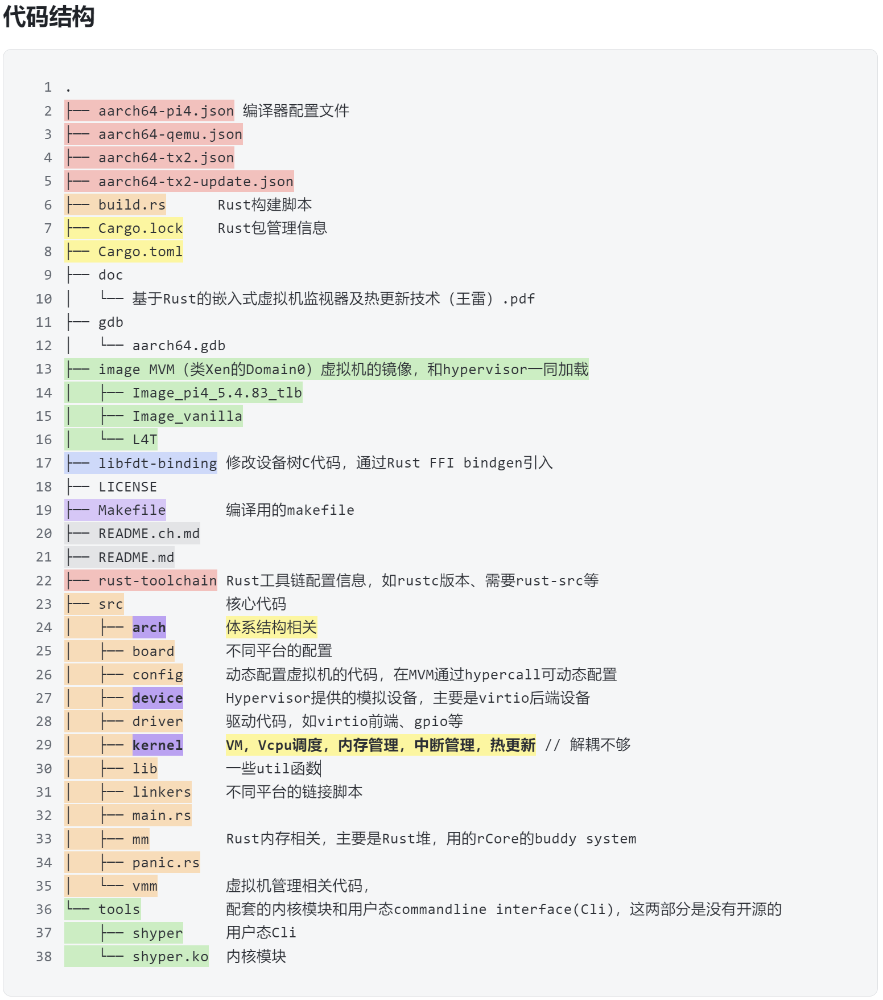 代码结构
1 .
2 ├── aarch64-pi4.json 编译器配置文件
3 ├── aarch64-qemu.json
4 ├── aarch64-tx2.json
5 ├── aarch64-tx2-update.json
6 ├── build.rs      Rust构建脚本
7 ├── Cargo.lock    Rust包管理信息
8 ├── Cargo.toml
9 ├── doc
10 │   └── 基于Rust的嵌入式虚拟机监视器及热更新技术（王雷）.pdf
11 ├── gdb
12 │   └── aarch64.gdb
13 ├── image MVM（类Xen的Domain0）虚拟机的镜像，和hypervisor一同加载
14 │   ├── Image_pi4_5.4.83_tlb
15 │   ├── Image_vanilla
16 │   └── L4T
17 ├── libfdt-binding 修改设备树C代码，通过Rust FFI bindgen引入
18 ├── LICENSE
19 ├── Makefile       编译用的makefile
20 ├── README.ch.md
21 ├── README.md
22 ├── rust-toolchain Rust工具链配置信息，如rustc版本、需要rust-src等
23 ├── src            核心代码
24 │   ├── arch       体系结构相关
25 │   ├── board      不同平台的配置
26 │   ├── config     动态配置虚拟机的代码，在MVM通过hypercall可动态配置
27 │   ├── device     Hypervisor提供的模拟设备，主要是virtio后端设备
28 │   ├── driver     驱动代码，如virtio前端、gpio等
29 │   ├── kernel     VM，Vcpu调度，内存管理，中断管理，热更新 // 解耦不够
30 │   ├── lib        一些util函数
31 │   ├── linkers    不同平台的链接脚本
32 │   ├── main.rs
33 │   ├── mm         Rust内存相关，主要是Rust堆，用的rCore的buddy system
34 │   ├── panic.rs
35 │   └── vmm        虚拟机管理相关代码，
36 └── tools          配套的内核模块和用户态commandline interface(Cli)，这两部分是没有开源的
37     ├── shyper     用户态Cli
38     └── shyper.ko  内核模块